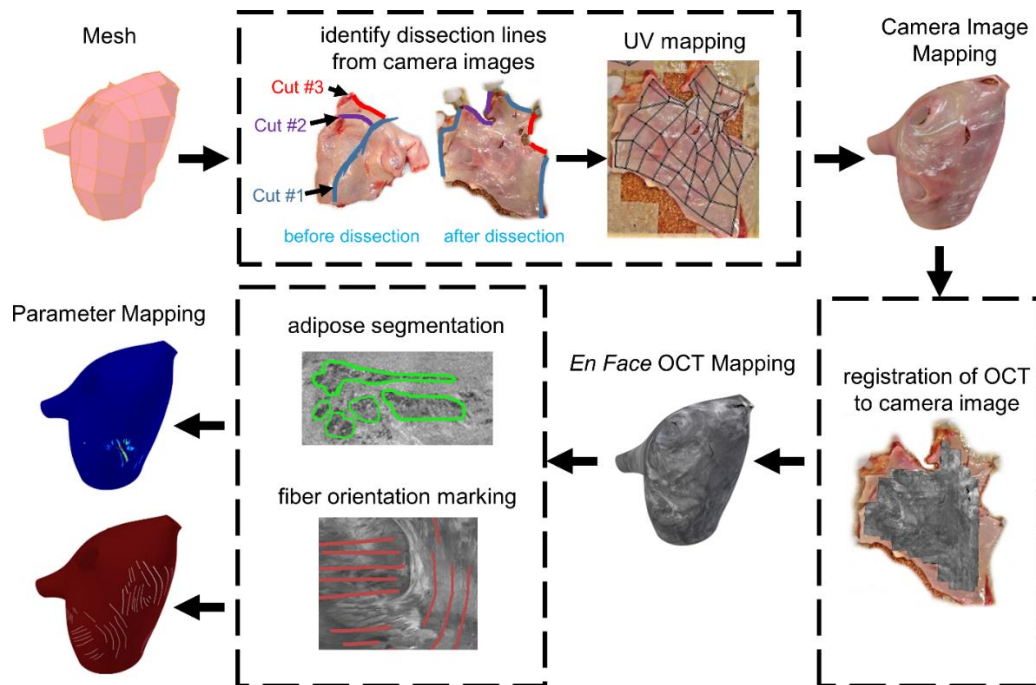 Mesh
identify dissection lines
from camera images
Cut #3
Cut #2
Cut #1
before dissection
after dissection
UV mapping
Camera Image
Mapping
registration of OCT
to camera image
En Face OCT Mapping
adipose segmentation
fiber orientation marking
Parameter Mapping